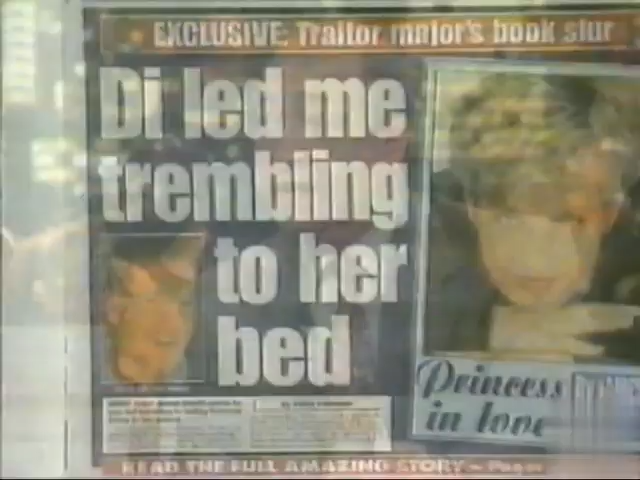 EXCLUSIVE: Traitor major's book slur
Di led me
trembling
to her
bed
Princess
in love
READ THE FULL AMAZING STORY – Pages